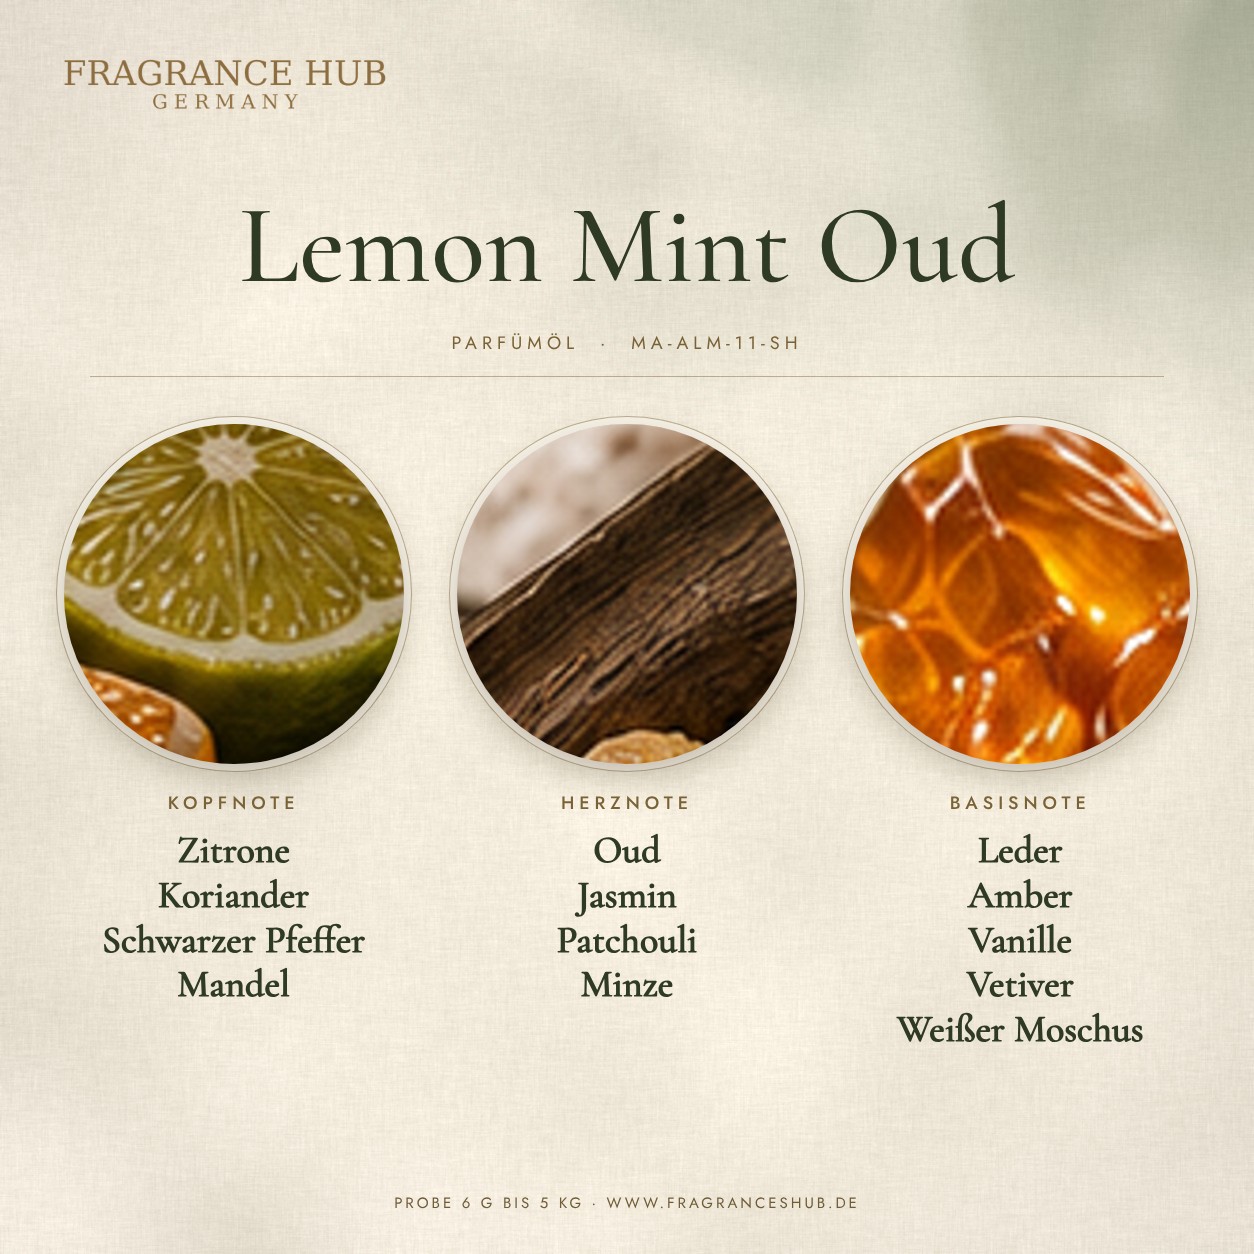 FRAGRANCE HUB
GERMANY
Lemon Mint Oud
PARFÜMÖL · MA-ALM-11-SH
KOPFNOTE
Zitrone
Koriander
Schwarzer Pfeffer
Mandel
HERZNOTE
Oud
Jasmin
Patchouli
Minze
BASISNOTE
Leder
Amber
Vanille
Vetiver
Weißer Moschus
PROBE 6 G BIS 5 KG · WWW.FRAGRANCESHUB.DE